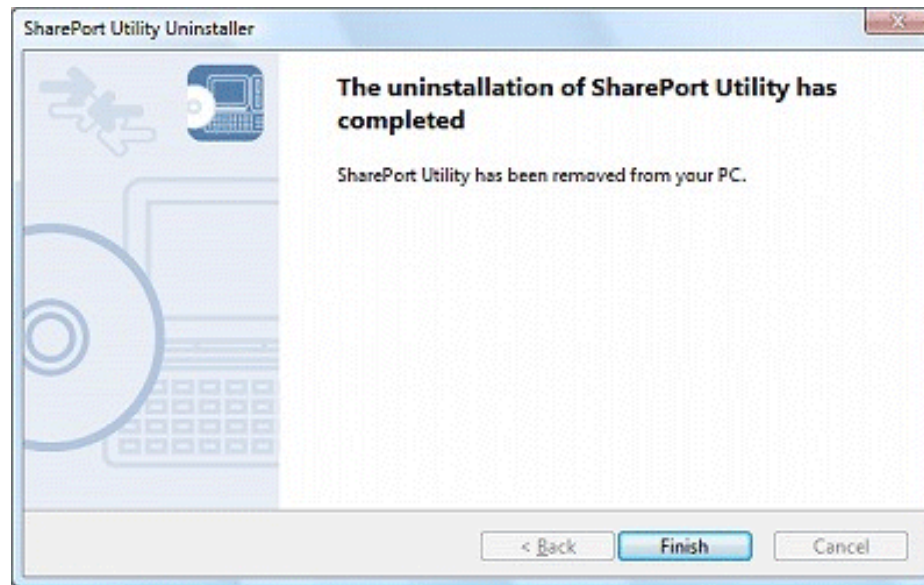 SharePort Utility Uninstaller
The uninstallation of SharePort Utility has
completed
SharePort Utility has been removed from your PC.
< Back
Finish
Cancel